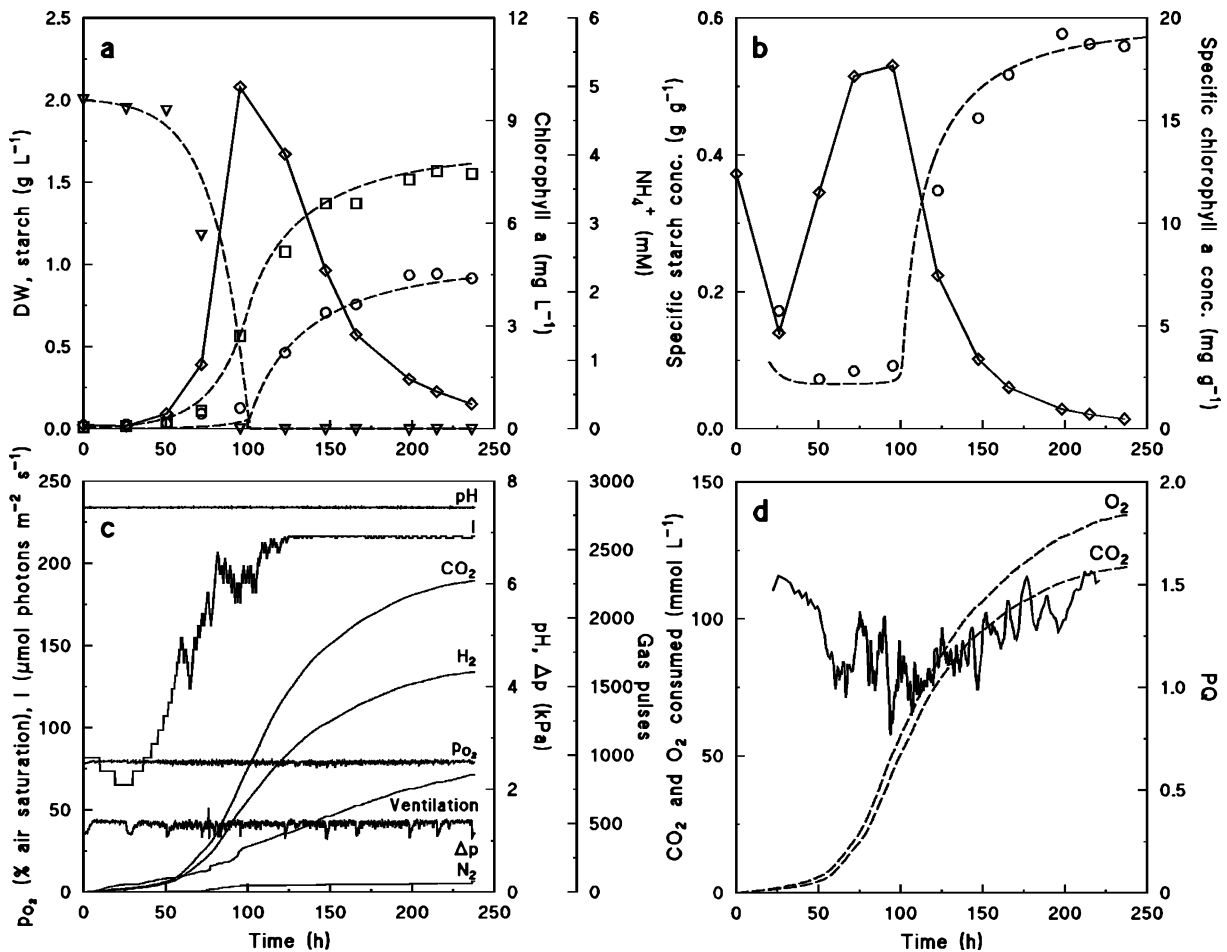 a
2.5
2.0
1.5
1.0
0.5
0.0
DW, starch (g L⁻¹)
12
9
6
3
0
Chlorophyll a (mg L⁻¹)
6
5
4
3
2
1
0
NH₄⁺ (mM)
0 50 100 150 200 250
b
0.6
0.4
0.2
0.0
Specific starch conc. (g g⁻¹)
20
15
10
5
0
Specific chlorophyll a conc. (mg g⁻¹)
0 50 100 150 200 250
c
250
225
200
175
150
125
100
75
50
25
0
pO₂ (% air saturation), I (μmol photons m⁻² s⁻¹)
pH
I
CO₂
H₂
pO₂
Ventilation
Δp
N₂
8
6
4
2
0
pH, Δp (kPa)
3000
2500
2000
1500
1000
500
0
Gas pulses
0 50 100 150 200 250
Time (h)
d
150
100
50
0
CO₂ and O₂ consumed (mmol L⁻¹)
O₂
CO₂
2.0
1.5
1.0
0.5
0.0
PQ
0 50 100 150 200 250
Time (h)